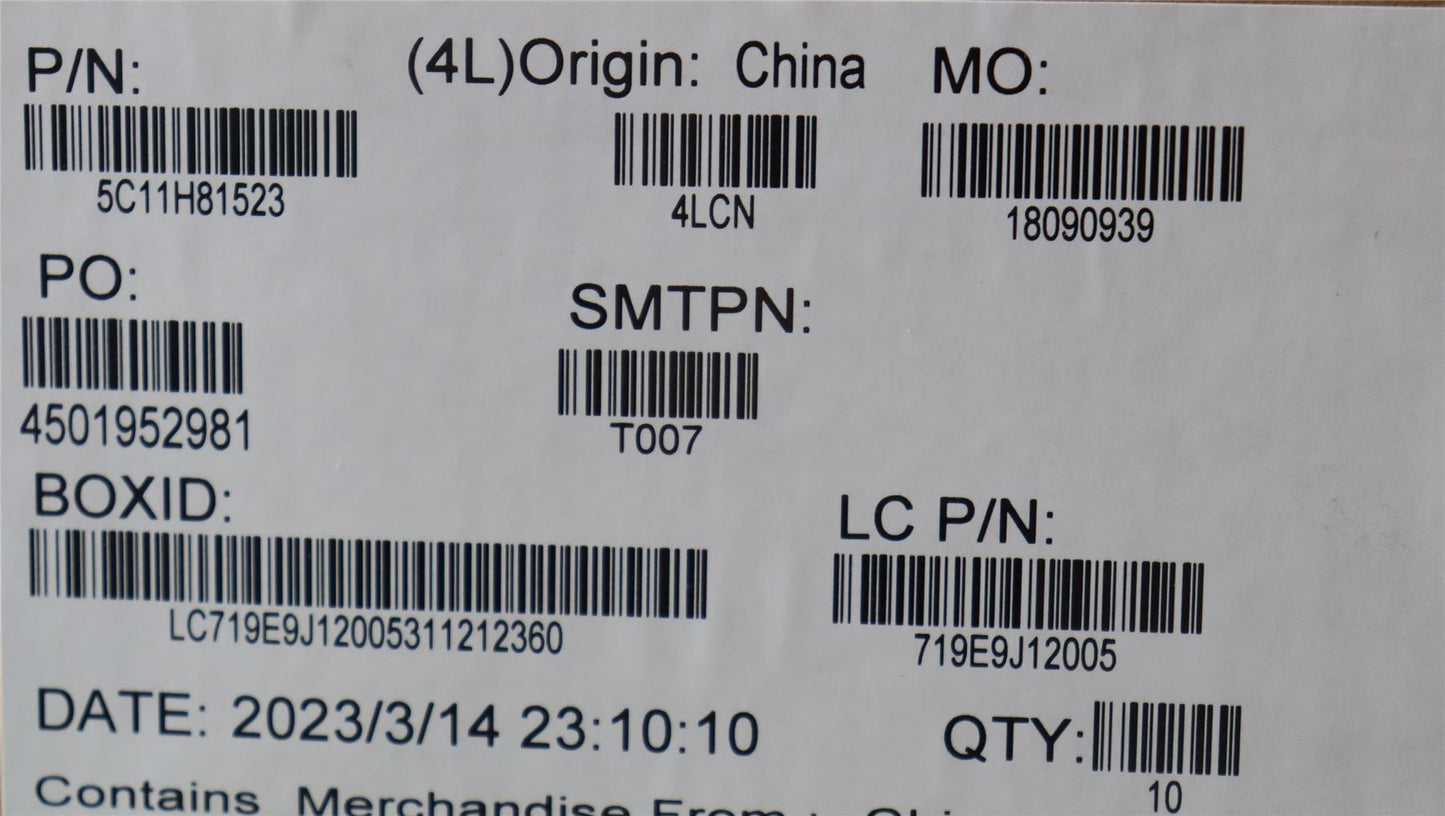 P/N: (4L)Origin: China MO:
5C11H81523 4LCN 18090939
PO: SMTPN:
4501952981 T007
BOXID: LC P/N:
LC719E9J12005311212360 719E9J12005
DATE: 2023/3/14 23:10:10 QTY:
10
Contains Merchandise From :